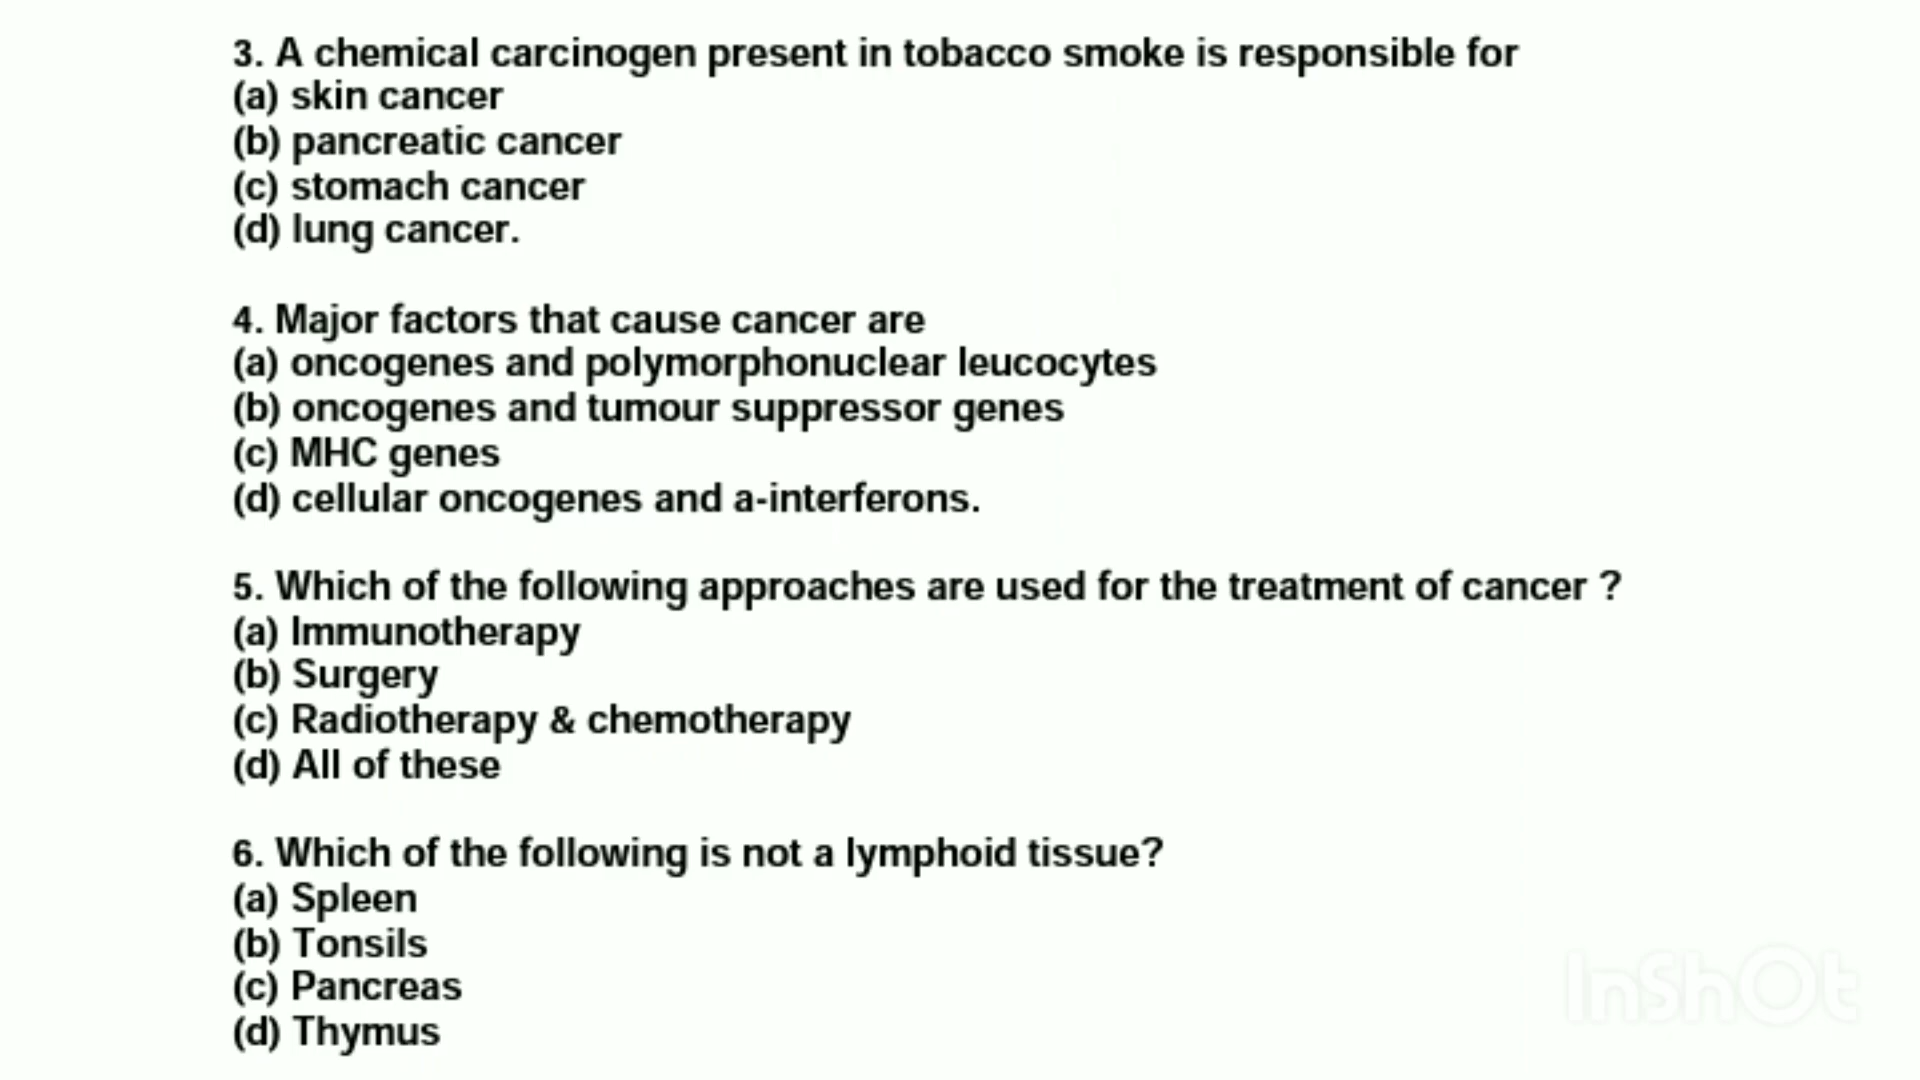 3. A chemical carcinogen present in tobacco smoke is responsible for
(a) skin cancer
(b) pancreatic cancer
(c) stomach cancer
(d) lung cancer.
4. Major factors that cause cancer are
(a) oncogenes and polymorphonuclear leucocytes
(b) oncogenes and tumour suppressor genes
(c) MHC genes
(d) cellular oncogenes and a-interferons.
5. Which of the following approaches are used for the treatment of cancer ?
(a) Immunotherapy
(b) Surgery
(c) Radiotherapy & chemotherapy
(d) All of these
6. Which of the following is not a lymphoid tissue?
(a) Spleen
(b) Tonsils
(c) Pancreas
(d) Thymus
InShOt